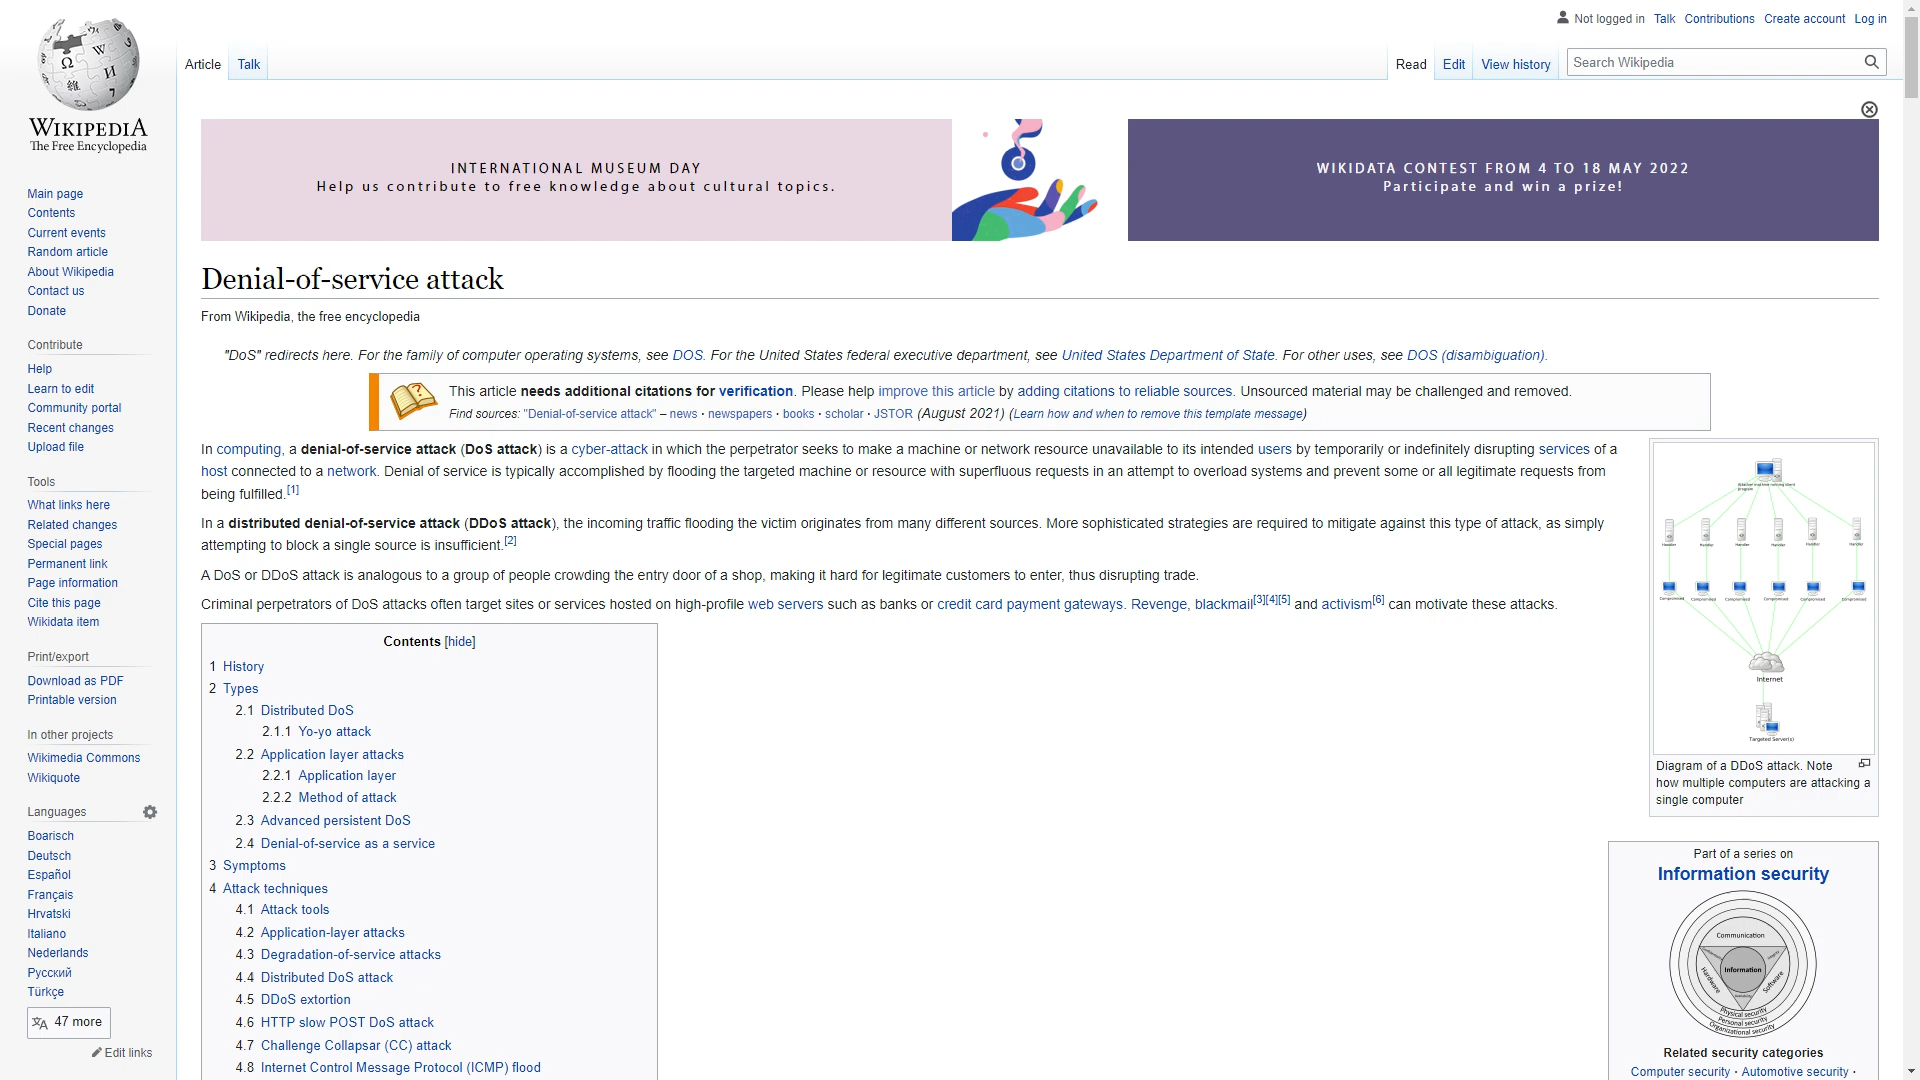 Not logged in Talk Contributions Create account Log in
Article Talk Read Edit View history Search Wikipedia
WIKIPEDIA
The Free Encyclopedia
Main page
Contents
Current events
Random article
About Wikipedia
Contact us
Donate
Contribute
Help
Learn to edit
Community portal
Recent changes
Upload file
Tools
What links here
Related changes
Special pages
Permanent link
Page information
Cite this page
Wikidata item
Print/export
Download as PDF
Printable version
In other projects
Wikimedia Commons
Wikiquote
Languages
Boarisch
Deutsch
Español
Français
Hrvatski
Italiano
Nederlands
Русский
Türkçe
47 more
Edit links
INTERNATIONAL MUSEUM DAY
Help us contribute to free knowledge about cultural topics.
WIKIDATA CONTEST FROM 4 TO 18 MAY 2022
Participate and win a prize!
Denial-of-service attack
From Wikipedia, the free encyclopedia
"DoS" redirects here. For the family of computer operating systems, see DOS. For the United States federal executive department, see United States Department of State. For other uses, see DOS (disambiguation).
This article needs additional citations for verification. Please help improve this article by adding citations to reliable sources. Unsourced material may be challenged and removed.
Find sources: "Denial-of-service attack" – news · newspapers · books · scholar · JSTOR (August 2021) (Learn how and when to remove this template message)
In computing, a denial-of-service attack (DoS attack) is a cyber-attack in which the perpetrator seeks to make a machine or network resource unavailable to its intended users by temporarily or indefinitely disrupting services of a
host connected to a network. Denial of service is typically accomplished by flooding the targeted machine or resource with superfluous requests in an attempt to overload systems and prevent some or all legitimate requests from
being fulfilled.[1]
In a distributed denial-of-service attack (DDoS attack), the incoming traffic flooding the victim originates from many different sources. More sophisticated strategies are required to mitigate against this type of attack, as simply
attempting to block a single source is insufficient.[2]
A DoS or DDoS attack is analogous to a group of people crowding the entry door of a shop, making it hard for legitimate customers to enter, thus disrupting trade.
Criminal perpetrators of DoS attacks often target sites or services hosted on high-profile web servers such as banks or credit card payment gateways. Revenge, blackmail[3][4][5] and activism[6] can motivate these attacks.
Contents [hide]
1 History
2 Types
2.1 Distributed DoS
2.1.1 Yo-yo attack
2.2 Application layer attacks
2.2.1 Application layer
2.2.2 Method of attack
2.3 Advanced persistent DoS
2.4 Denial-of-service as a service
3 Symptoms
4 Attack techniques
4.1 Attack tools
4.2 Application-layer attacks
4.3 Degradation-of-service attacks
4.4 Distributed DoS attack
4.5 DDoS extortion
4.6 HTTP slow POST DoS attack
4.7 Challenge Collapsar (CC) attack
4.8 Internet Control Message Protocol (ICMP) flood
Handler Handler Handler Handler Handler Handler
Compromised Compromised Compromised Compromised Compromised Compromised
Internet
Targeted Server(s)
Diagram of a DDoS attack. Note
how multiple computers are attacking a
single computer
Part of a series on
Information security
Communication
Information
Hardware
Software
Physical security
Personal security
Organizational security
Related security categories
Computer security · Automotive security ·